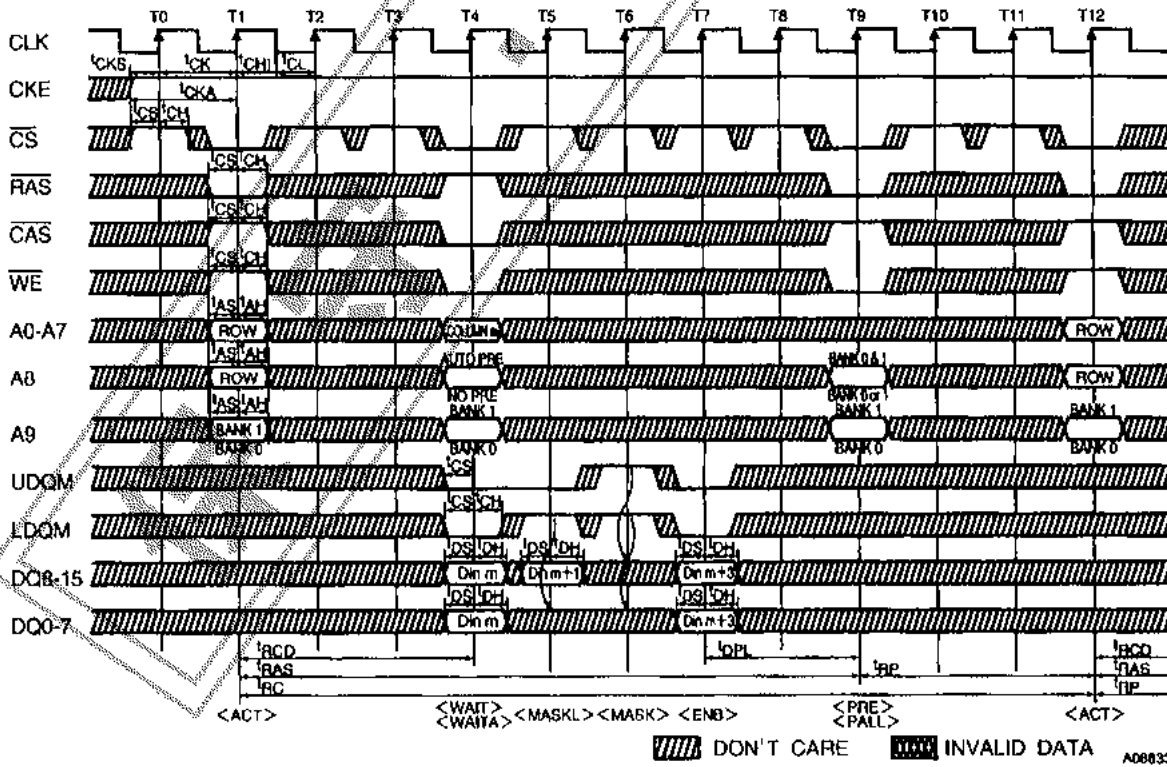 T0 T1 T2 T3 T4 T5 T6 T7 T8 T9 T10 T11 T12
CLK
tCKS tCK tCHI tCL
CKE
tCKA
tCS tCH
CS
tCS tCH
RAS
tCS tCH
CAS
tCS tCH
WE
tAS tAH
A0-A7 ROW COLUMN m ROW
tAS tAH AUTO PRE BANK 0 & 1
A8 ROW ROW
tAS tAH NO PRE BANK 0 or 1
BANK 1 BANK 1 BANK 1
A9 BANK 1
BANK 0 BANK 0 BANK 0 BANK 0
tCS
UDQM
tCS tCH
LDQM
tDS tDH tDS tDH tDS tDH
DQ8-15 Din m Din m+1 Din m+3
tDS tDH tDS tDH
DQ0-7 Din m Din m+3
tRCD tDPL tRCD
tRAS tRP tRAS
tRC tRP
<ACT> <WAIT> <MASKL> <MASK> <ENB> <PRE> <ACT>
<WAITA> <PALL>
DON'T CARE INVALID DATA